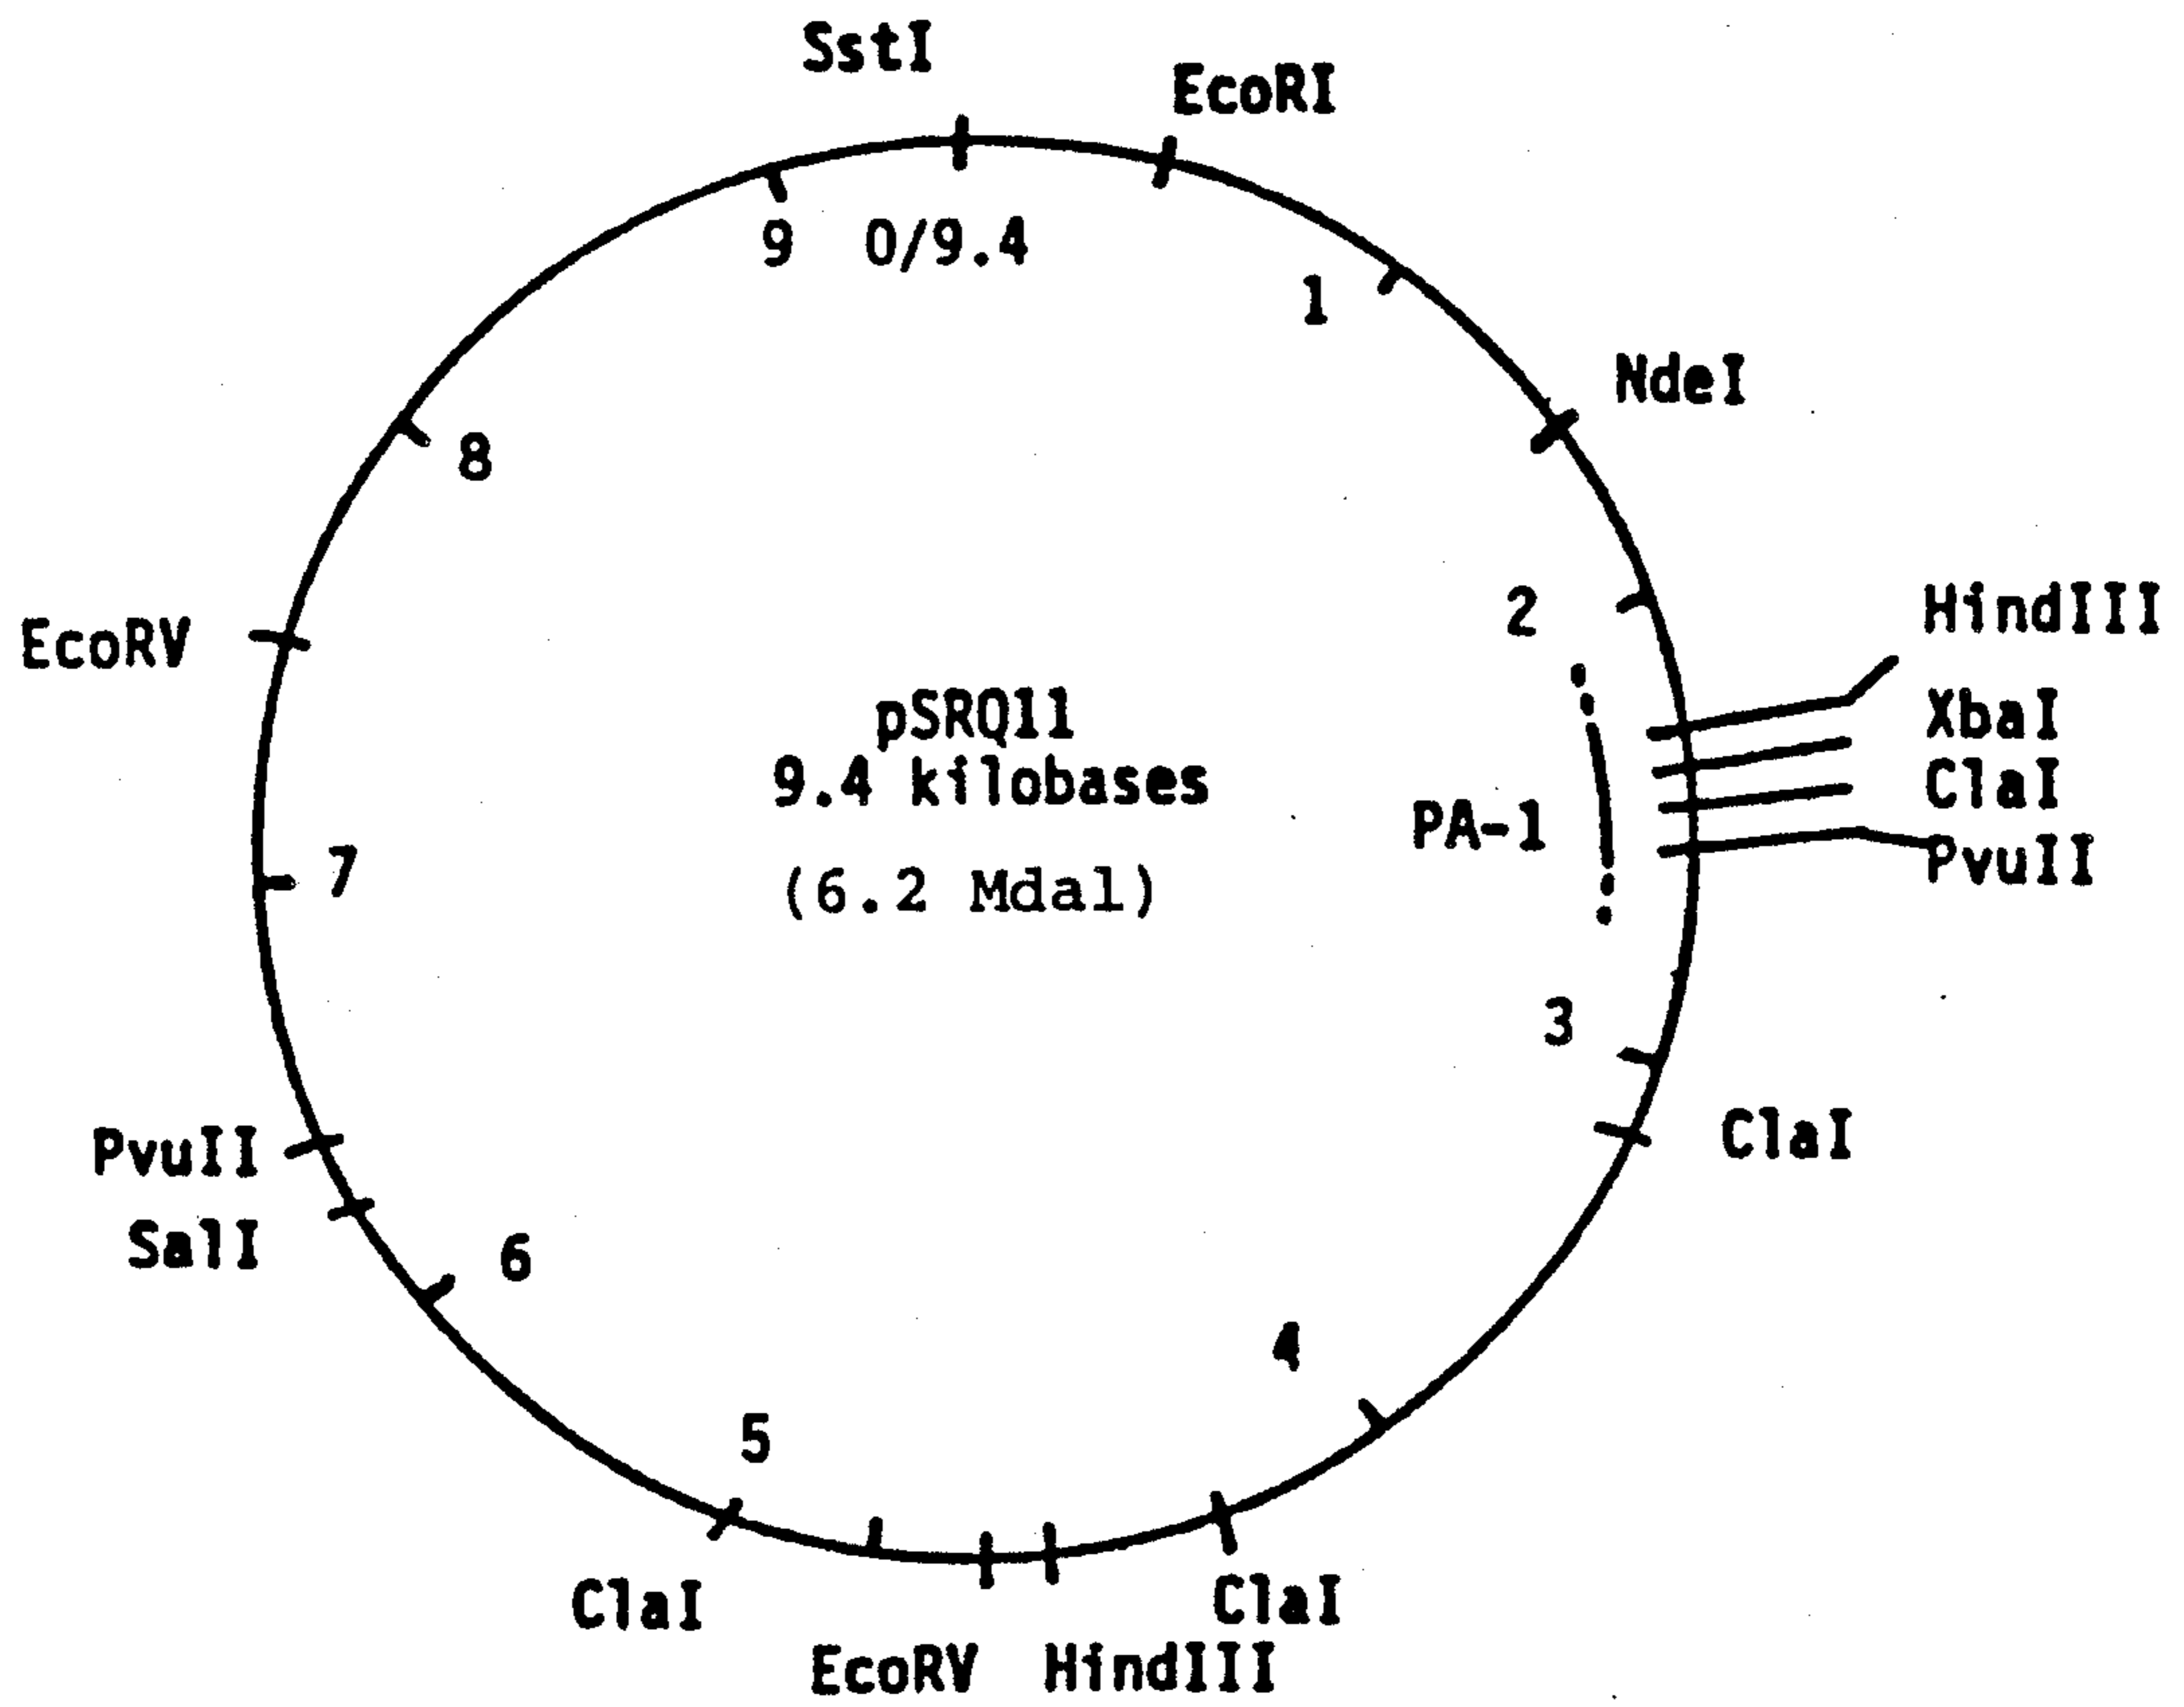 SstI
EcoRI
9 0/9.4
1
NdeI
8
2
HindIII
EcoRV
XbaI
pSRQ11
9.4 kilobases
ClaI
PA-1
PvuII
7
(6.2 Mdal)
3
PvuII
ClaI
SalI
6
4
5
ClaI
ClaI
EcoRV HindIII